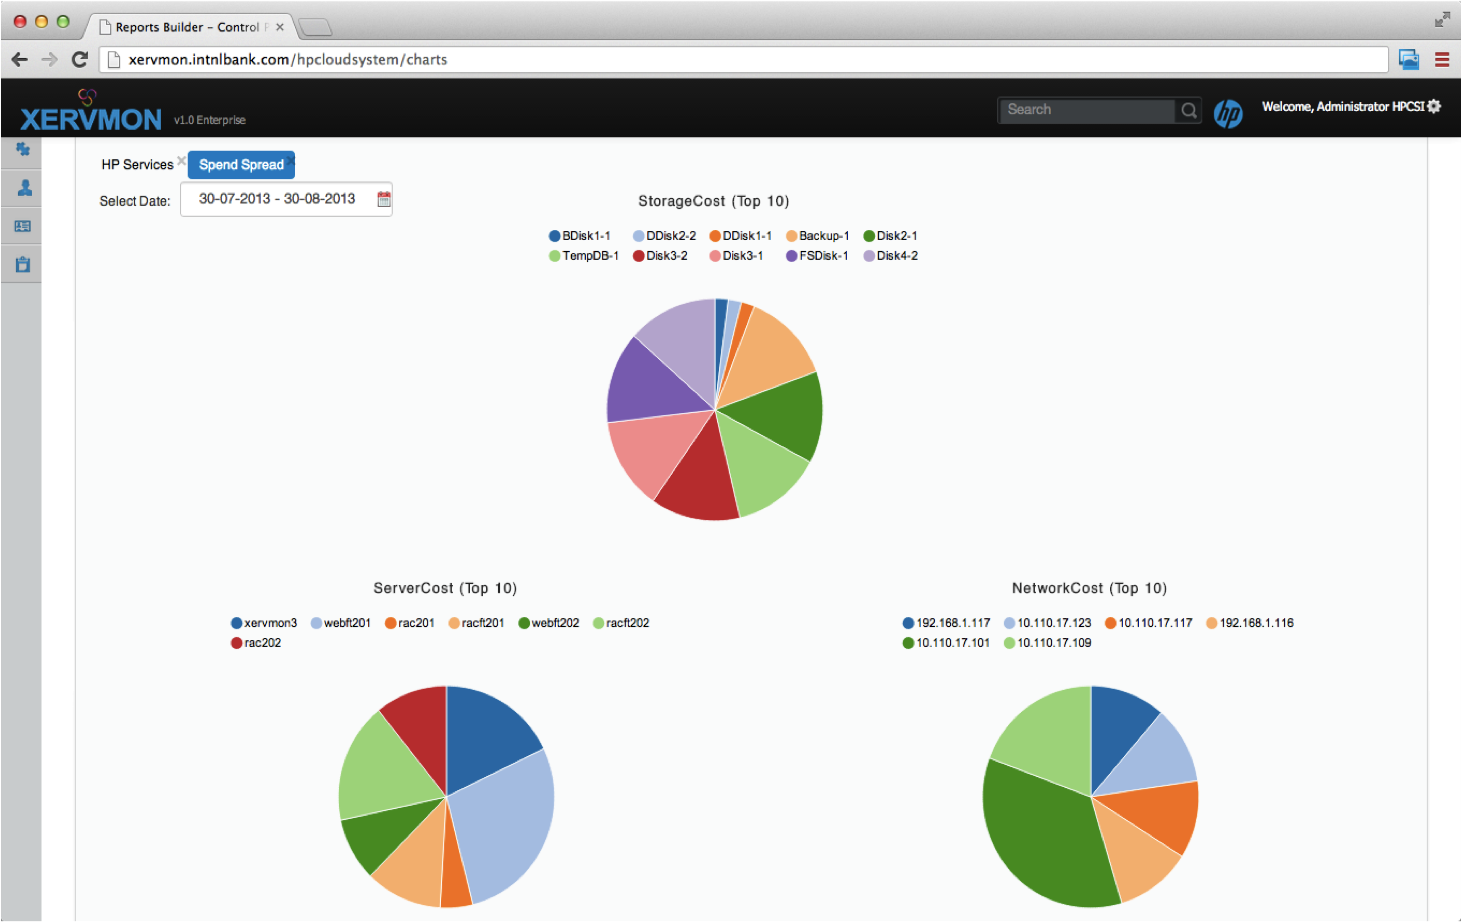 Reports Builder – Control P
xervmon.intnlbank.com/hpcloudsystem/charts
XERVMON v1.0 Enterprise
Search
hp
Welcome, Administrator HPCSI
HP Services
Spend Spread
Select Date: 30-07-2013 - 30-08-2013
StorageCost (Top 10)
BDisk1-1 DDisk2-2 DDisk1-1 Backup-1 Disk2-1
TempDB-1 Disk3-2 Disk3-1 FSDisk-1 Disk4-2
ServerCost (Top 10)
xervmon3 webft201 rac201 racft201 webft202 racft202
rac202
NetworkCost (Top 10)
192.168.1.117 10.110.17.123 10.110.17.117 192.168.1.116
10.110.17.101 10.110.17.109